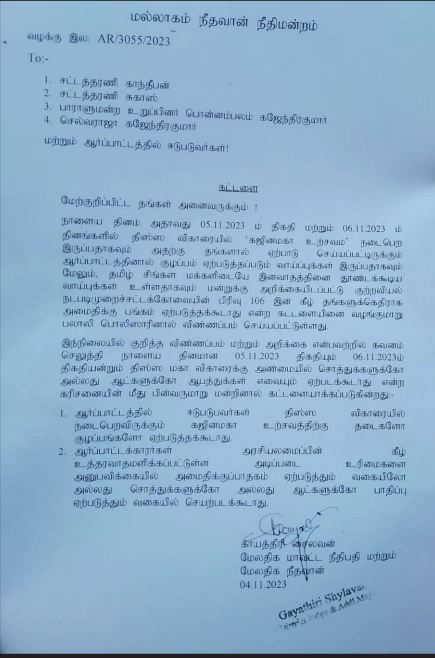 மல்லாகம் நீதவான் நீதிமன்றம்
வழக்கு இல: AR/3055/2023
To:-
1. சட்டத்தரணி காந்தீபன்
2. சட்டத்தரணி சுகாஸ்
3. பாராளுமன்ற உறுப்பினர் பொன்னம்பலம் கஜேந்திரகுமார்
4. செல்வராஜா கஜேந்திரகுமார்
மற்றும் ஆர்ப்பாட்டத்தில் ஈடுபடுவர்கள்!
கட்டளை
மேற்குறிப்பிட்ட தங்கள் அனைவருக்கும் !
நாளைய தினம் அதாவது 05.11.2023 ம் திகதி மற்றும் 06.11.2023 ம்
தினங்களில் திஸ்ஸ விகாரையில் 'கஜினமகா உற்சவம்' நடைபெற
இருப்பதாகவும் அதற்கு தங்களால் ஏற்பாடு செய்யப்பட்டிருக்கும்
ஆர்ப்பாட்டத்தினால் குழப்பம் ஏற்படுத்தப்படும் வாய்ப்புக்கள் இருப்பதாகவும்
மேலும், தமிழ் சிங்கள மக்களிடையே இனவாதத்தினை தூண்டக்கூடிய
வாய்ப்புகள் உள்ளதாகவும் மன்றுக்கு அறிக்கையிடப்பட்டு குற்றவியல்
நடபடிமுறைச்சட்டக்கோவையின் பிரிவு 106 இன் கீழ் தங்களுக்கெதிராக
அமைதிக்கு பங்கம் ஏற்படுத்தக்கூடாது என்ற கட்டளையினை வழங்குமாறு
பலாலி பொலிஸாரினால் விண்ணப்பம் செய்யப்பட்டுள்ளது.
இந்நிலையில் குறித்த விண்ணப்பம் மற்றும் அறிக்கை என்பவற்றில் கவனம்
செலுத்தி நாளைய தினமான 05.11.2023 திகதியும் 06.11.2023ம்
திகதியன்றும் திஸ்ஸ மகா விகாரைக்கு அண்மையில் சொத்துக்களுக்கோ
அல்லது ஆட்களுக்கோ ஆபத்துக்கள் எவையும் ஏற்படக்கூடாது என்ற
கரிசனையின் மீது பின்வருமாறு மன்றினால் கட்டளையாக்கப்படுகின்றது:-
1. ஆர்ப்பாட்டத்தில் ஈடுபடுபவர்கள் திஸ்ஸ விகாரையில்
நடைபெறவிருக்கும் கஜினமகா உற்சவத்திற்கு தடைகளோ
குழப்பங்களோ ஏற்படுத்தக்கூடாது.
2. ஆர்ப்பாட்டக்காரர்கள் அரசியலமைப்பின் கீழ்
உத்தரவாதமளிக்கப்பட்டுள்ள அடிப்படை உரிமைகளை
அனுபவிக்கையில் அமைதிக்குப்பாதகம் ஏற்படுத்தும் வகையிலோ
அல்லது சொத்துக்களுக்கோ அல்லது ஆட்களுக்கோ பாதிப்பு
ஏற்படுத்தும் வகையில் செயற்படக்கூடாது.
காயத்திரி சைலவன்
மேலதிக மாவட்ட நீதிபதி மற்றும்
மேலதிக நீதவான்
04.11.2023
Gayathiri Shylavan
Judge & Addl